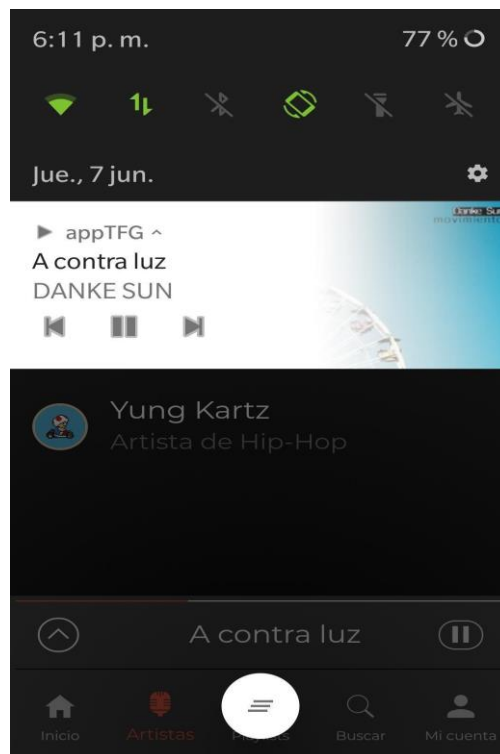 6:11 p. m.
77 %
Jue., 7 jun.
appTFG
A contra luz
DANKE SUN
Danke Sun
movimiento
Yung Kartz
Artista de Hip-Hop
A contra luz
Inicio
Artistas
Buscar
Mi cuenta